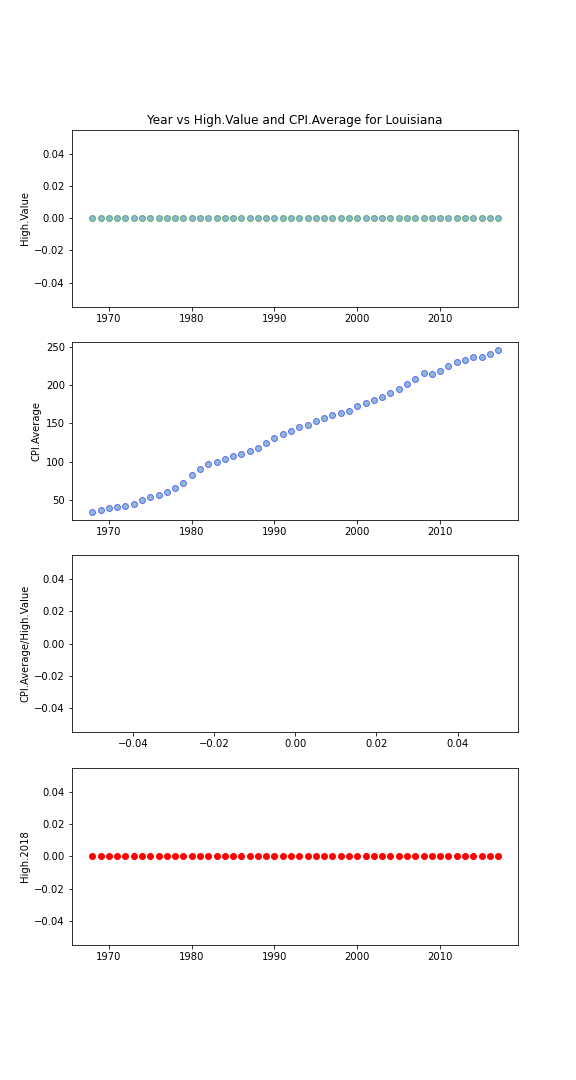 Year vs High.Value and CPI.Average for Louisiana
High.Value
0.04
0.02
0.00
−0.02
−0.04
1970 1980 1990 2000 2010
CPI.Average
250
200
150
100
50
1970 1980 1990 2000 2010
CPI.Average/High.Value
0.04
0.02
0.00
−0.02
−0.04
−0.04 −0.02 0.00 0.02 0.04
High.2018
0.04
0.02
0.00
−0.02
−0.04
1970 1980 1990 2000 2010